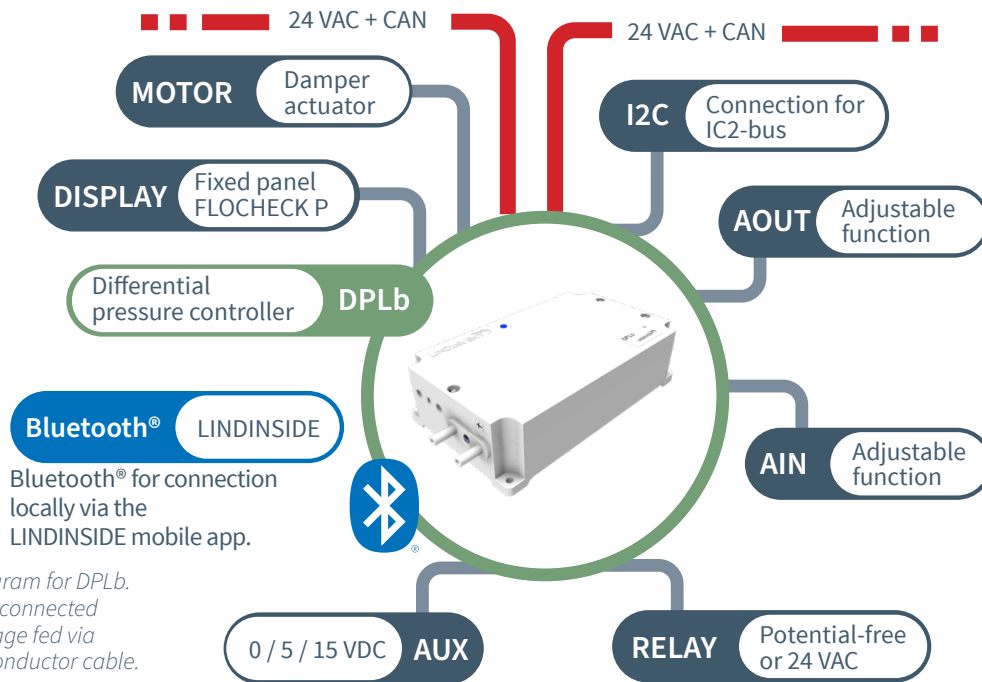 24 VAC + CAN
24 VAC + CAN
MOTOR
Damper
actuator
I2C
Connection for
IC2-bus
DISPLAY
Fixed panel
FLOCHECK P
AOUT
Adjustable
function
Differential
pressure controller
DPLb
Bluetooth® LINDINSIDE
Bluetooth® for connection
locally via the
LINDINSIDE mobile app.
AIN
Adjustable
function
ram for DPLb.
connected
age fed via
onductor cable.
0 / 5 / 15 VDC AUX
RELAY
Potential-free
or 24 VAC
®